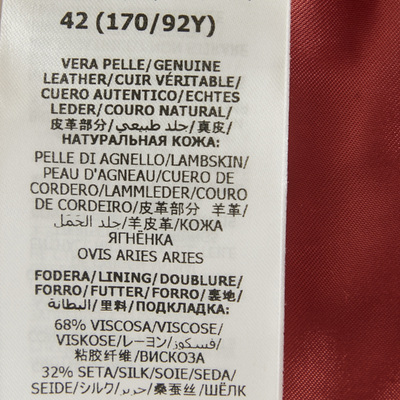 42 (170/92Y)
VERA PELLE/GENUINE
LEATHER/CUIR VÉRITABLE/
CUERO AUTENTICO/ECHTES
LEDER/COURO NATURAL/
皮革部分/جلد طبيعي/真皮/
НАТУРАЛЬНАЯ КОЖА:
PELLE DI AGNELLO/LAMBSKIN/
PEAU D'AGNEAU/CUERO DE
CORDERO/LAMMLEDER/COURO
DE CORDEIRO/皮革部分 羊革/
جلد الحَمَل/羊皮革/КОЖА
ЯГНЁНКА
OVIS ARIES ARIES
FODERA/LINING/DOUBLURE/
FORRO/FUTTER/FORRO/裏地/
البطانة/里料/ПОДКЛАДКА:
68% VISCOSA/VISCOSE/
VISKOSE/レーヨン/فسكوز/
粘胶纤维/ВИСКОЗА
32% SETA/SILK/SOIE/SEDA/
SEIDE/シルク/حرير/桑蚕丝/ШЁЛК